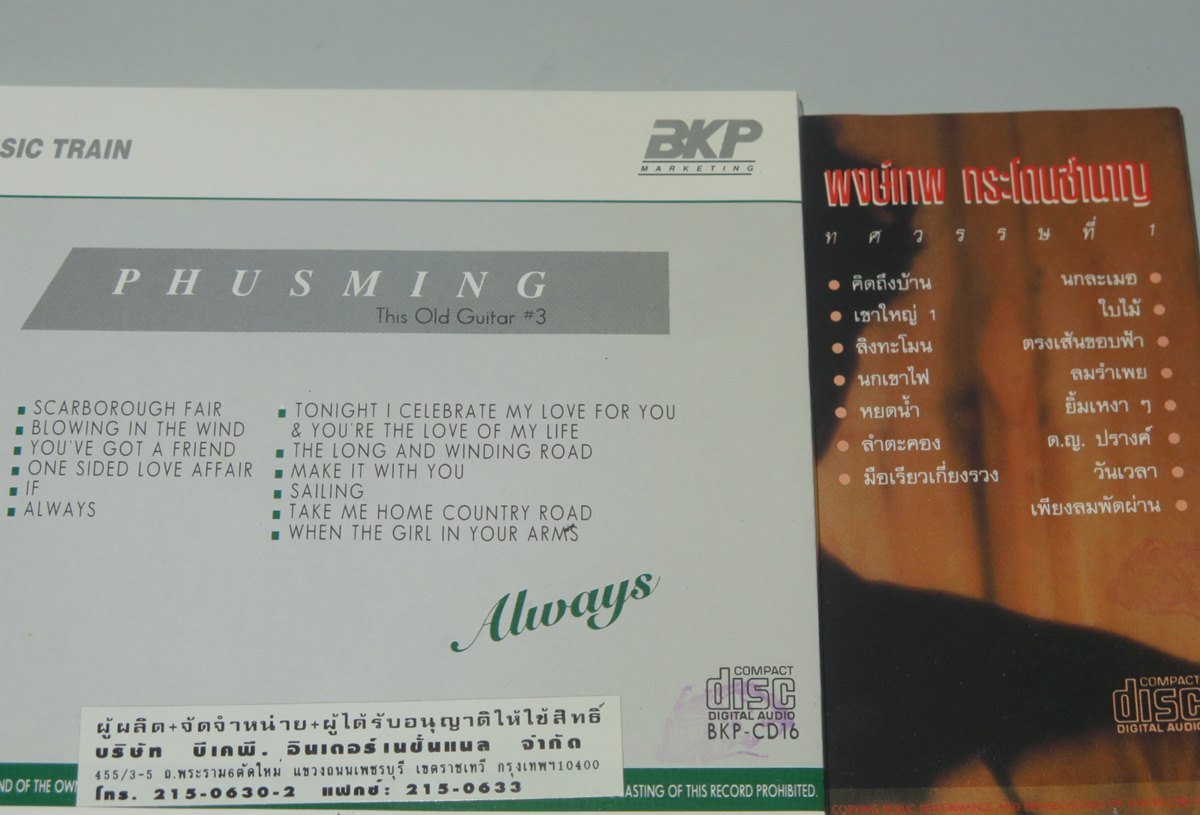 SIC TRAIN
BKP
MARKETING
PHUSMING
This Old Guitar #3
SCARBOROUGH FAIR
BLOWING IN THE WIND
YOU'VE GOT A FRIEND
ONE SIDED LOVE AFFAIR
IF
ALWAYS
TONIGHT I CELEBRATE MY LOVE FOR YOU
& YOU'RE THE LOVE OF MY LIFE
THE LONG AND WINDING ROAD
MAKE IT WITH YOU
SAILING
TAKE ME HOME COUNTRY ROAD
WHEN THE GIRL IN YOUR ARMS
Always
COMPACT
disc
DIGITAL AUDIO
BKP-CD16
ผู้ผลิต+จัดจำหน่าย+ผู้ได้รับอนุญาติให้ใช้สิทธิ์
บริษัท บีเคพี. อินเตอร์เนชั่นแนล จำกัด
455/3-5 ถ.พระราม6ตัดใหม่ แขวงถนนเพชรบุรี เขตราชเทวี กรุงเทพฯ10400
โทร. 215-0630-2 แฟกซ์: 215-0633
ND OF THE OWN
ASTING OF THIS RECORD PROHIBITED.
พงษ์เทพ กระโดนชำนาญ
ทศวรรษที่ 1
คิดถึงบ้าน
เขาใหญ่ 1
ลิงทะโมน
นกเขาไฟ
หยดน้ำ
ลำตะคอง
มือเรียวเกี่ยงรวง
นกละเมอ
ใบไม้
ตรงเส้นขอบฟ้า
ลมรำเพย
ยิ้มเหงา ๆ
ด.ญ. ปรางค์
วันเวลา
เพียงลมพัดผ่าน
COMPACT
disc
DIGITAL AUDIO